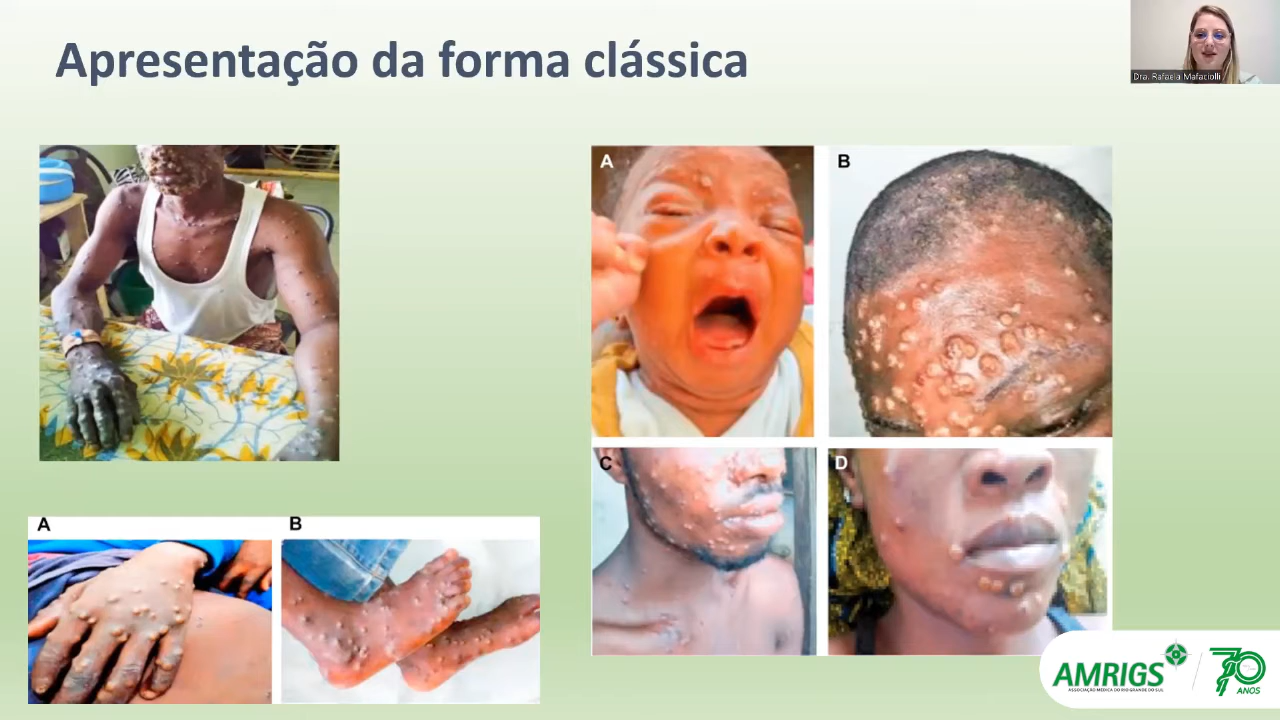 Apresentação da forma clássica
Dra. Rafaela Mafaciolli
A
B
C
D
A
B
AMRIGS
ASSOCIAÇÃO MÉDICA DO RIO GRANDE DO SUL
70
ANOS